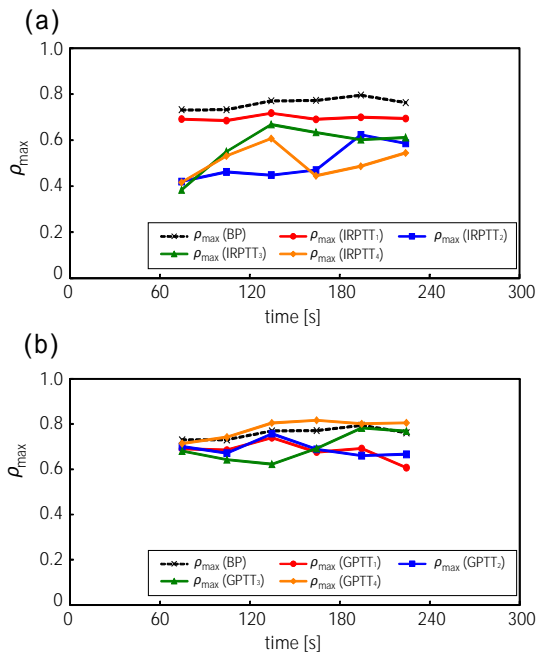 (a)
1.0
0.8
0.6
0.4
0.2
0
ρmax
ρmax (BP) ρmax (IRPTT1) ρmax (IRPTT2)
ρmax (IRPTT3) ρmax (IRPTT4)
0 60 120 180 240 300
time [s]
(b)
1.0
0.8
0.6
0.4
0.2
0
ρmax
ρmax (BP) ρmax (GPTT1) ρmax (GPTT2)
ρmax (GPTT3) ρmax (GPTT4)
0 60 120 180 240 300
time [s]